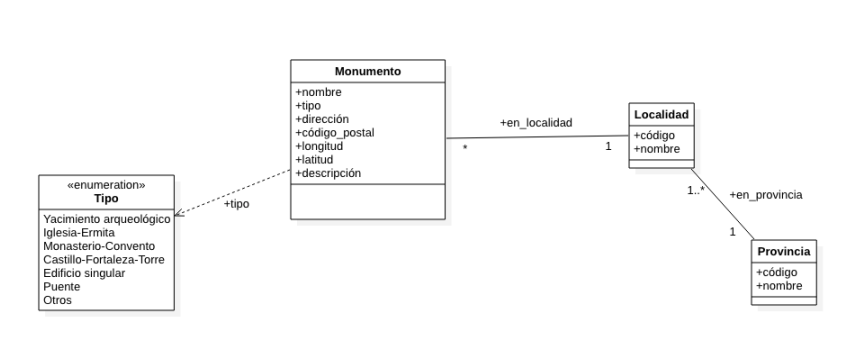 Monumento
+nombre
+tipo
+dirección
+código_postal
+longitud
+latitud
+descripción
+en_localidad
*
1
Localidad
+código
+nombre
1..*
+en_provincia
1
Provincia
+código
+nombre
«enumeration»
Tipo
Yacimiento arqueológico
Iglesia-Ermita
Monasterio-Convento
Castillo-Fortaleza-Torre
Edificio singular
Puente
Otros
+tipo